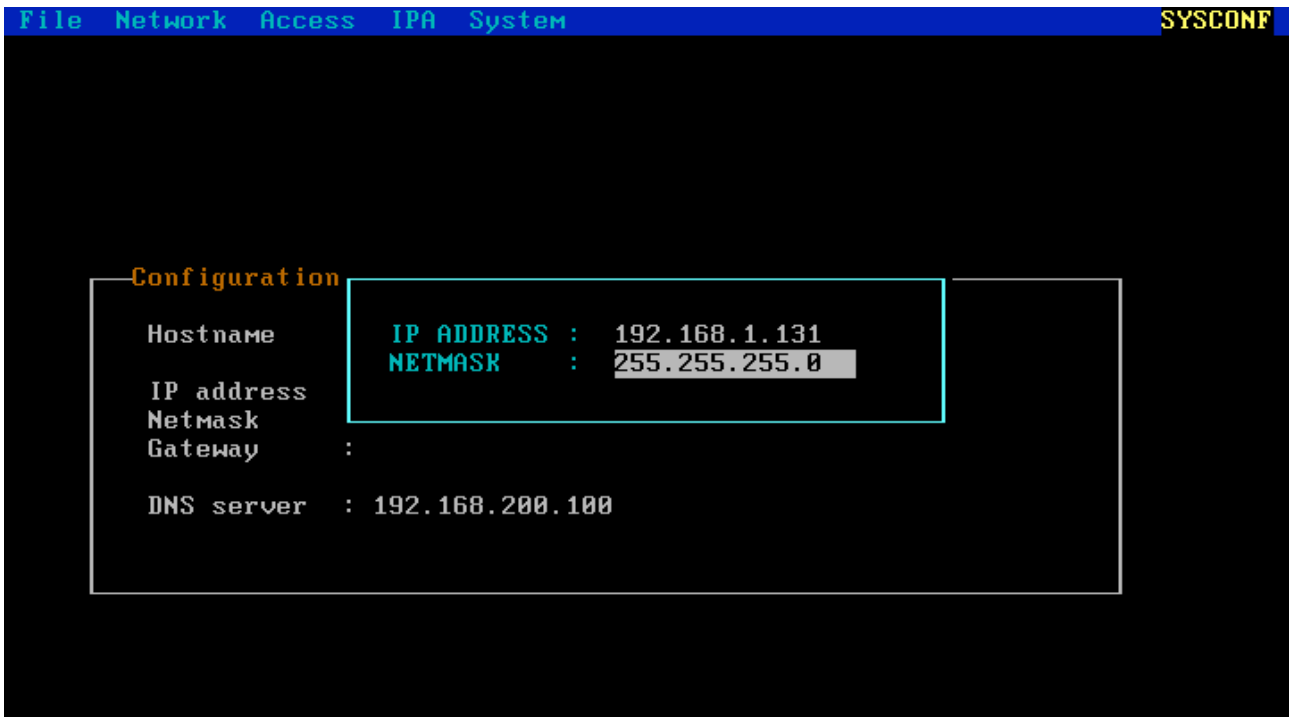 File Network Access IPA System SYSCONF
Configuration
Hostname IP ADDRESS : 192.168.1.131
NETMASK : 255.255.255.0
IP address
Netmask
Gateway :
DNS server : 192.168.200.100